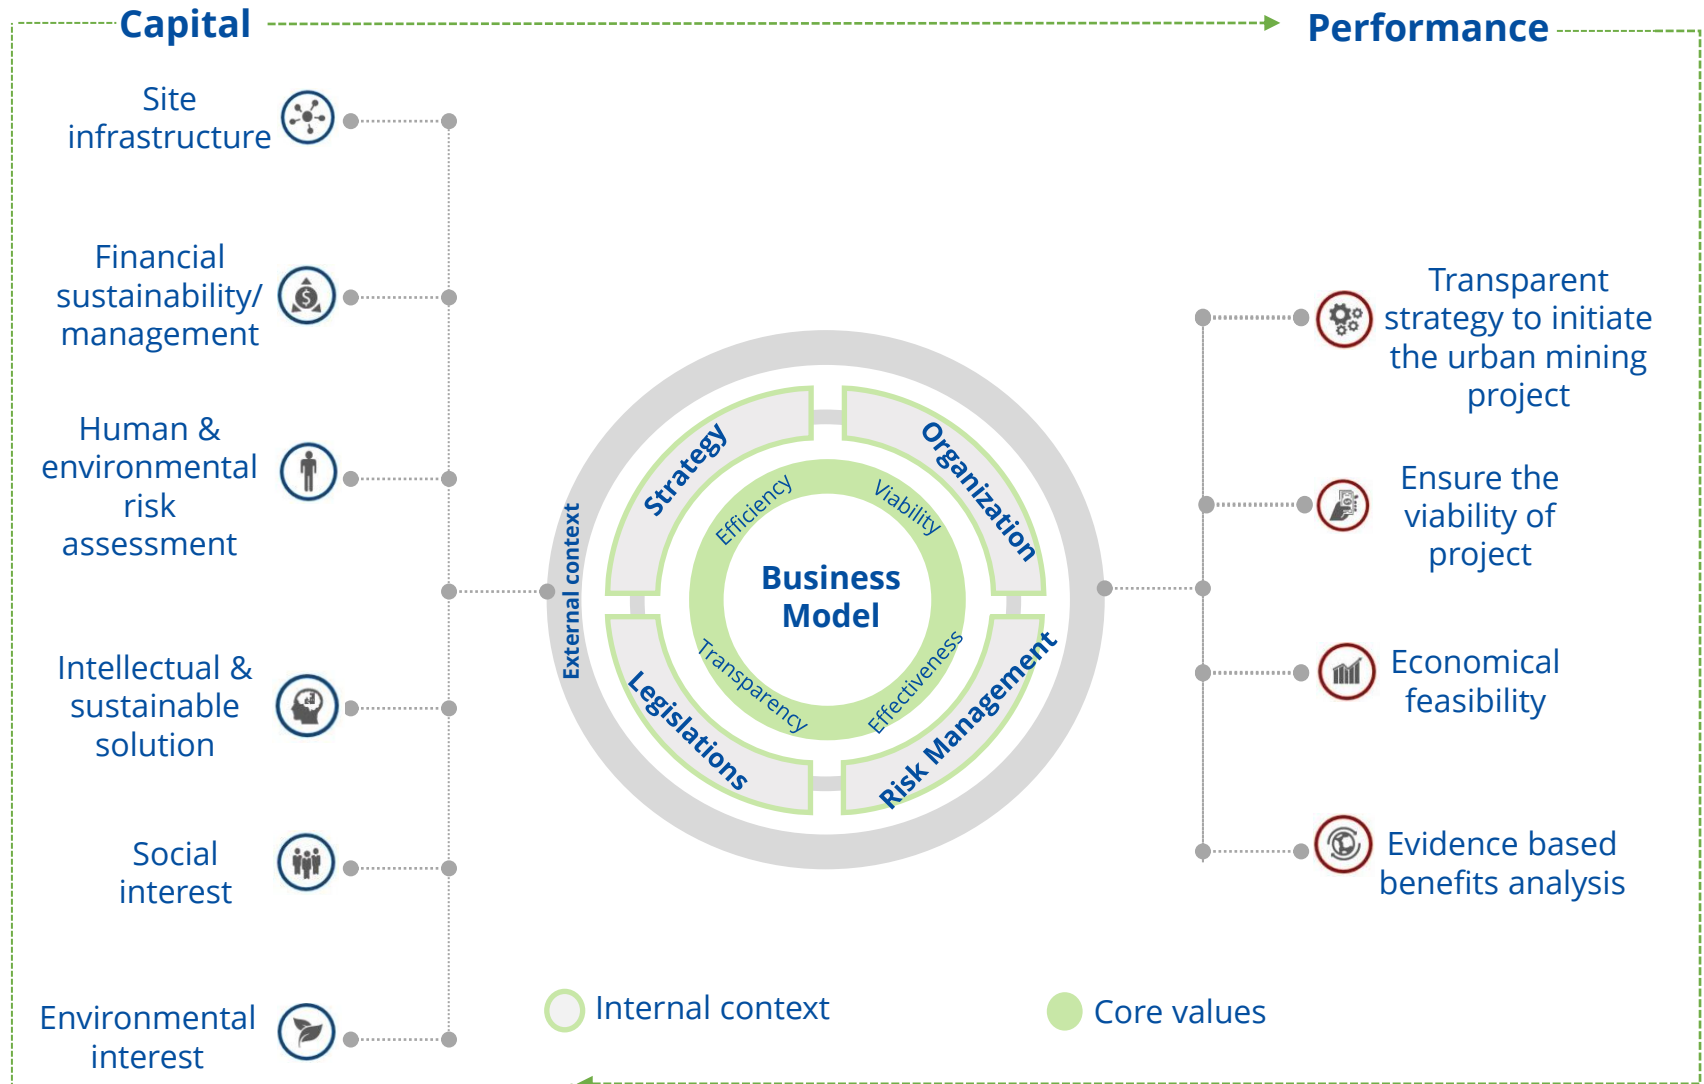 Capital
Performance
Site
infrastructure
Financial
sustainability/
management
Human &
environmental
risk
assessment
Intellectual &
sustainable
solution
Social
interest
Environmental
interest
External context
Strategy
Organization
Legislations
Risk Management
Efficiency
Viability
Transparency
Effectiveness
Business
Model
Transparent
strategy to initiate
the urban mining
project
Ensure the
viability of
project
Economical
feasibility
Evidence based
benefits analysis
Internal context
Core values